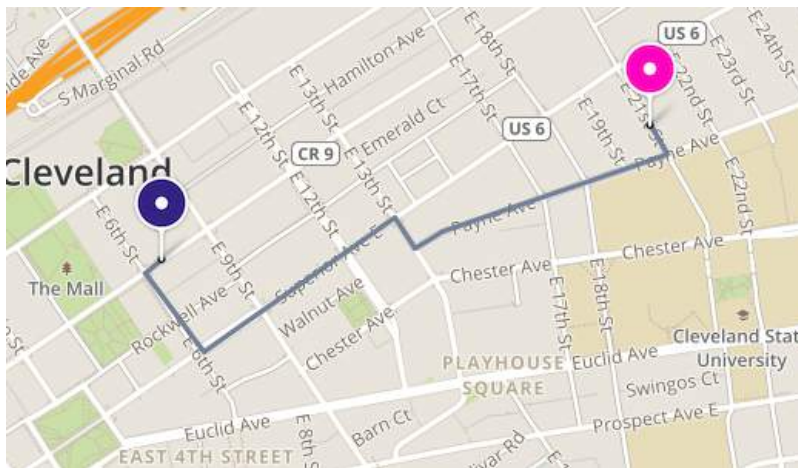 US 6
E 24th St
E 23rd St
E 22nd St
E 18th St
Hamilton Ave
S Marginal Rd
E 13th St
E 17th St
E 21st St
E 19th St
E 12th St
Emerald Ct
US 6
CR 9
Payne Ave
Cleveland
E 13th St
E 6th St
E 12th St
Payne Ave
E 22nd St
E 9th St
Superior Ave E
Chester Ave
Chester Ave
The Mall
Rockwell Ave
Walnut Ave
E 17th St
E 18th St
Chester Ave
E 6th St
Cleveland Stat
University
PLAYHOUSE
SQUARE
Euclid Ave
Swingos Ct
Prospect Ave E
Euclid Ave
E 8th St
Barn Ct
EAST 4TH STREET